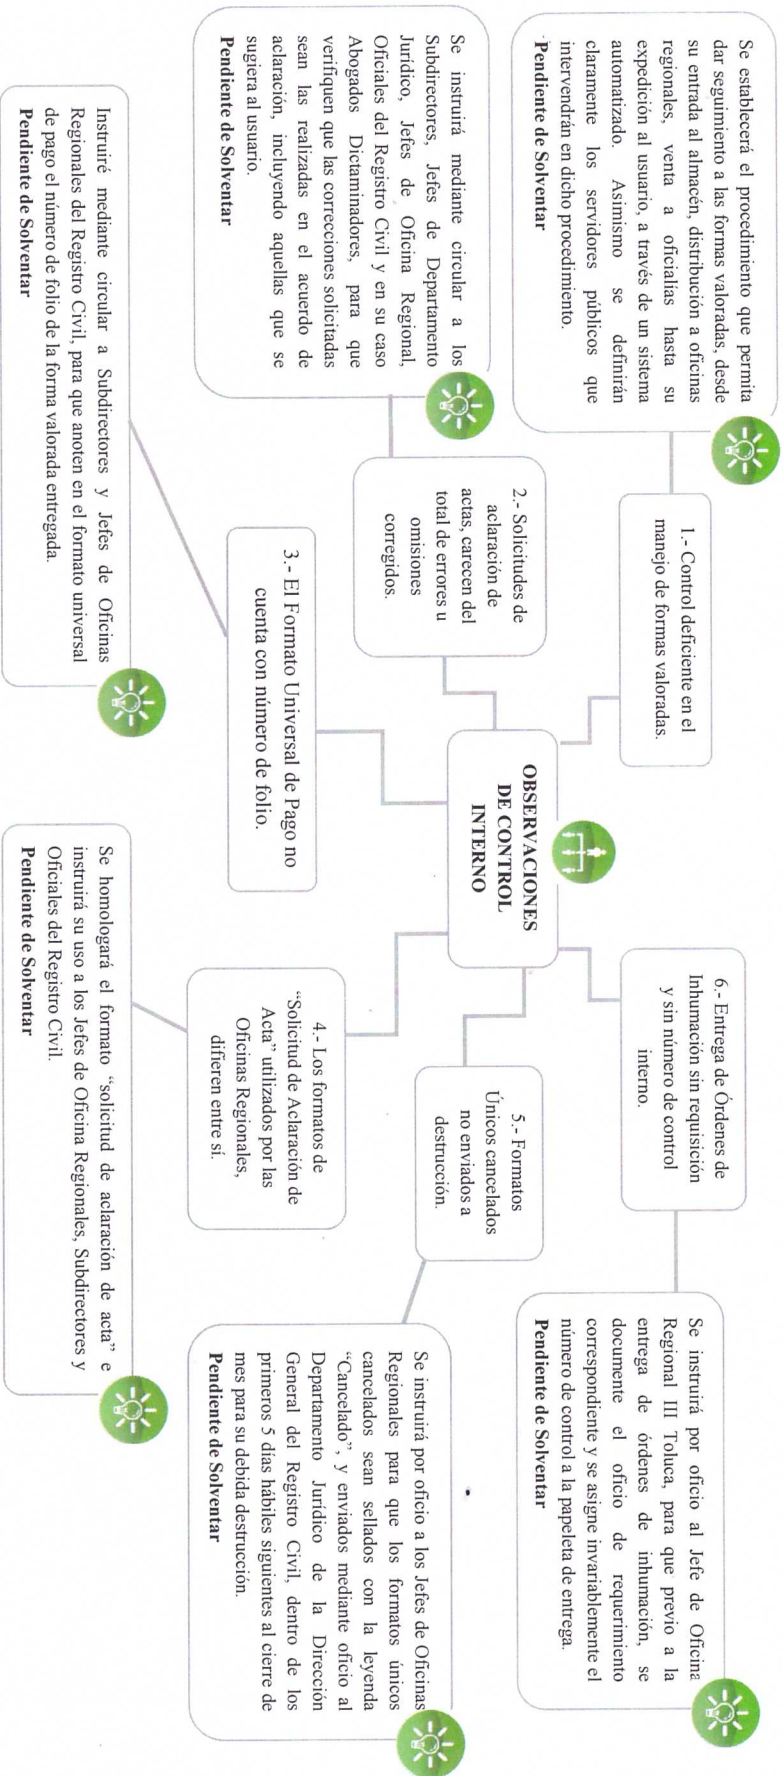 OBSERVACIONES
DE CONTROL
INTERNO
1.- Control deficiente en el
manejo de formas valoradas.
Se establecerá el procedimiento que permita
dar seguimiento a las formas valoradas, desde
su entrada al almacén, distribución a oficinas
regionales, venta a oficialías hasta su
expedición al usuario, a través de un sistema
automatizado. Asimismo se definirán
claramente los servidores públicos que
intervendrán en dicho procedimiento.
Pendiente de Solventar
2.- Solicitudes de
aclaración de
actas, carecen del
total de errores u
omisiones
corregidos.
Se instruirá mediante circular a los
Subdirectores, Jefes de Departamento
Jurídico, Jefes de Oficina Regional,
Oficiales del Registro Civil y en su caso
Abogados Dictaminadores, para que
verifiquen que las correcciones solicitadas
sean las realizadas en el acuerdo de
aclaración, incluyendo aquellas que se
sugiera al usuario.
Pendiente de Solventar
3.- El Formato Universal de Pago no
cuenta con número de folio.
Instruiré mediante circular a Subdirectores y Jefes de Oficinas
Regionales del Registro Civil, para que anoten en el formato universal
de pago el número de folio de la forma valorada entregada.
Pendiente de Solventar
4.- Los formatos de
“Solicitud de Aclaración de
Acta” utilizados por las
Oficinas Regionales,
difieren entre sí.
Se homologará el formato “solicitud de aclaración de acta” e
instruirá su uso a los Jefes de Oficina Regionales, Subdirectores y
Oficiales del Registro Civil.
Pendiente de Solventar
5.- Formatos
Únicos cancelados
no enviados a
destrucción.
Se instruirá por oficio a los Jefes de Oficinas
Regionales para que los formatos únicos
cancelados sean sellados con la leyenda
“Cancelado”, y enviados mediante oficio al
Departamento Jurídico de la Dirección
General del Registro Civil, dentro de los
primeros 5 días hábiles siguientes al cierre de
mes para su debida destrucción.
Pendiente de Solventar
6.- Entrega de Órdenes de
Inhumación sin requisición
y sin número de control
interno.
Se instruirá por oficio al Jefe de Oficina
Regional III Toluca, para que previo a la
entrega de órdenes de inhumación, se
documente el oficio de requerimiento
correspondiente y se asigne invariablemente el
número de control a la papeleta de entrega.
Pendiente de Solventar